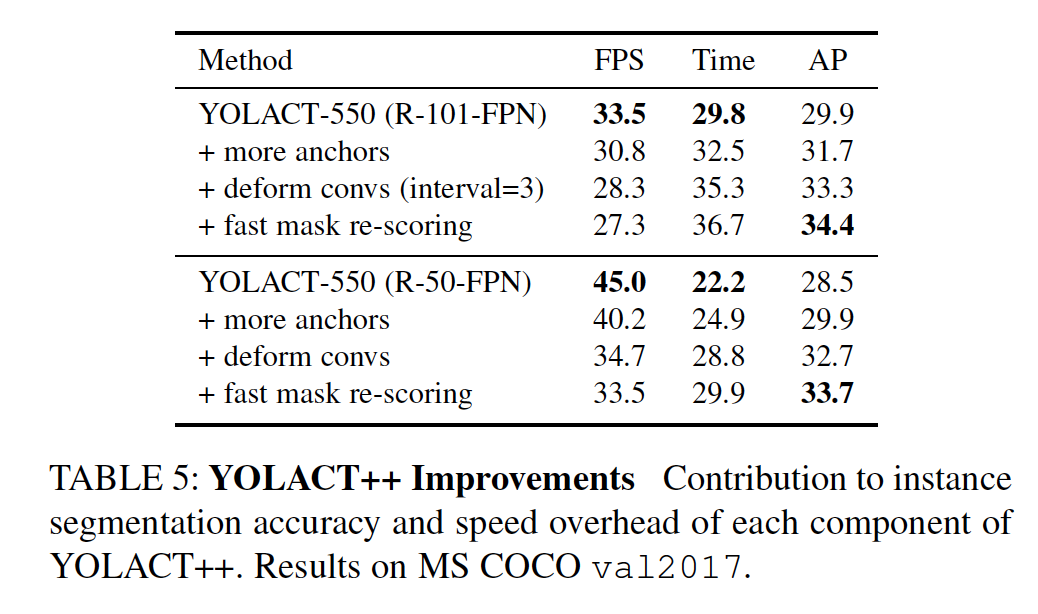 Method FPS Time AP
YOLACT-550 (R-101-FPN) 33.5 29.8 29.9
+ more anchors 30.8 32.5 31.7
+ deform convs (interval=3) 28.3 35.3 33.3
+ fast mask re-scoring 27.3 36.7 34.4
YOLACT-550 (R-50-FPN) 45.0 22.2 28.5
+ more anchors 40.2 24.9 29.9
+ deform convs 34.7 28.8 32.7
+ fast mask re-scoring 33.5 29.9 33.7
TABLE 5: YOLACT++ Improvements Contribution to instance
segmentation accuracy and speed overhead of each component of
YOLACT++. Results on MS COCO val2017.